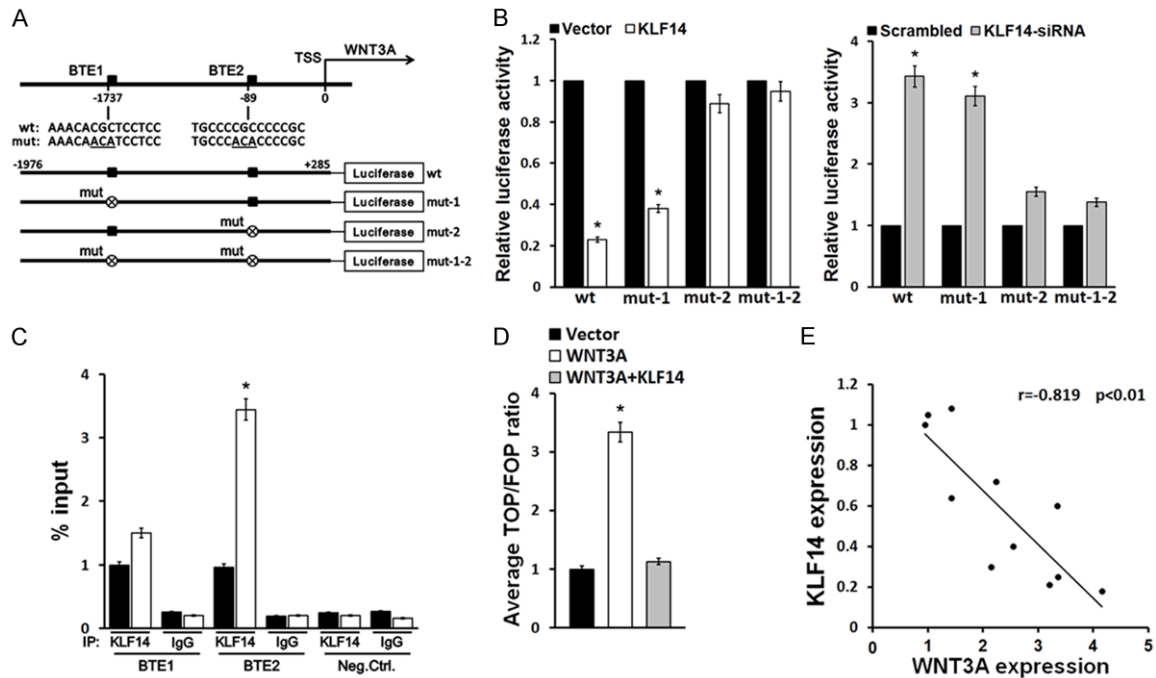 A
TSS WNT3A
BTE1 BTE2
-1737 -89 0
wt: AAACACGCTCCTCC TGCCCCGCCCCCGC
mut: AAACAACATCCTCC TGCCCACACCCCGC
-1976 +285
Luciferase wt
mut
Luciferase mut-1
mut
Luciferase mut-2
mut mut
Luciferase mut-1-2
B
Vector KLF14
Relative luciferase activity
1.2
1
0.8
0.6
0.4
0.2
0
* *
wt mut-1 mut-2 mut-1-2
Scrambled KLF14-siRNA
Relative luciferase activity
4
3
2
1
0
* *
wt mut-1 mut-2 mut-1-2
C
% input
4
3
2
1
0
*
IP: KLF14 IgG KLF14 IgG KLF14 IgG
BTE1 BTE2 Neg.Ctrl.
D
Vector
WNT3A
WNT3A+KLF14
Average TOP/FOP ratio
4
3
2
1
0
*
E
KLF14 expression
1.2
1
0.8
0.6
0.4
0.2
0
r=-0.819 p<0.01
0 1 2 3 4 5
WNT3A expression